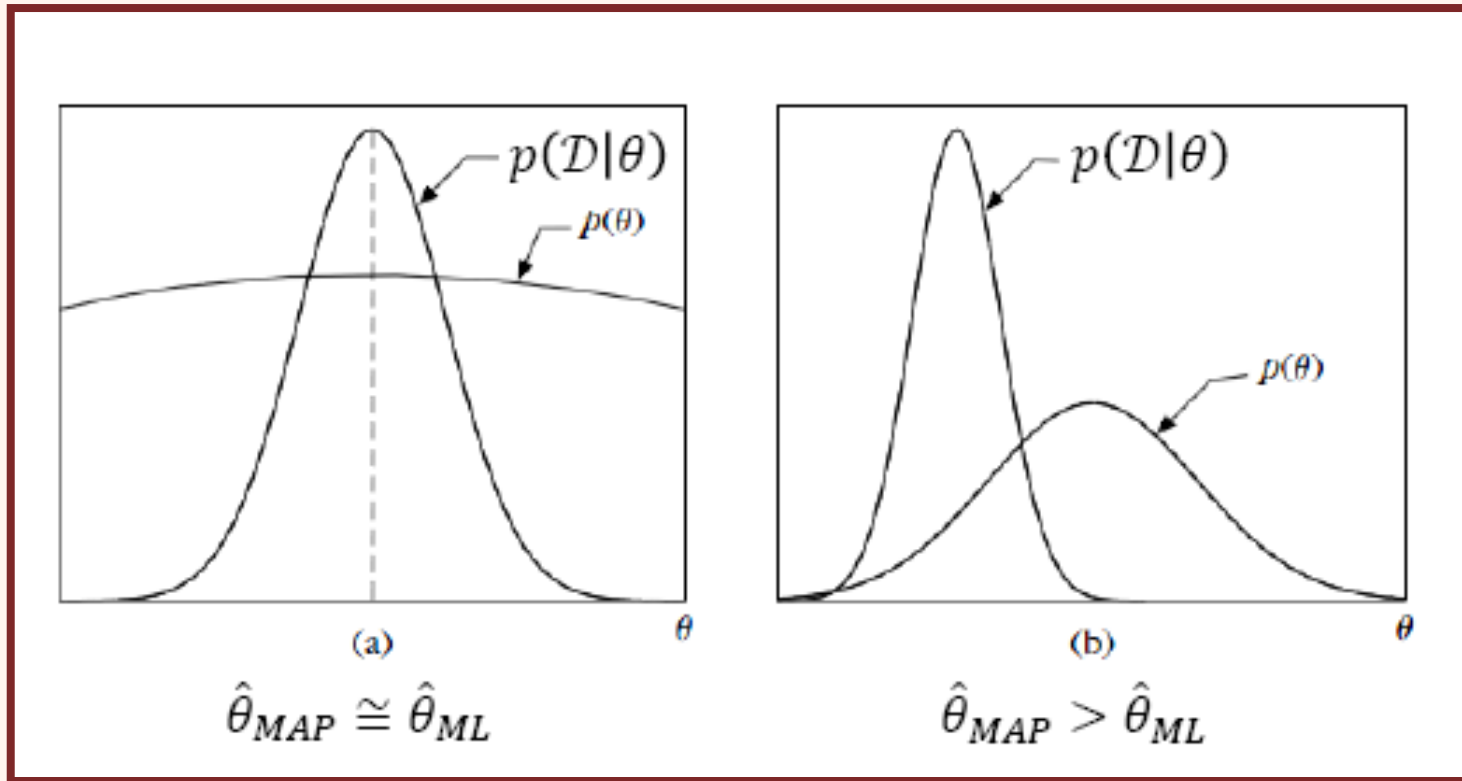 p(𝒟|θ)
p(θ)
θ
(a)
θ̂_MAP ≅ θ̂_ML
p(𝒟|θ)
p(θ)
θ
(b)
θ̂_MAP > θ̂_ML